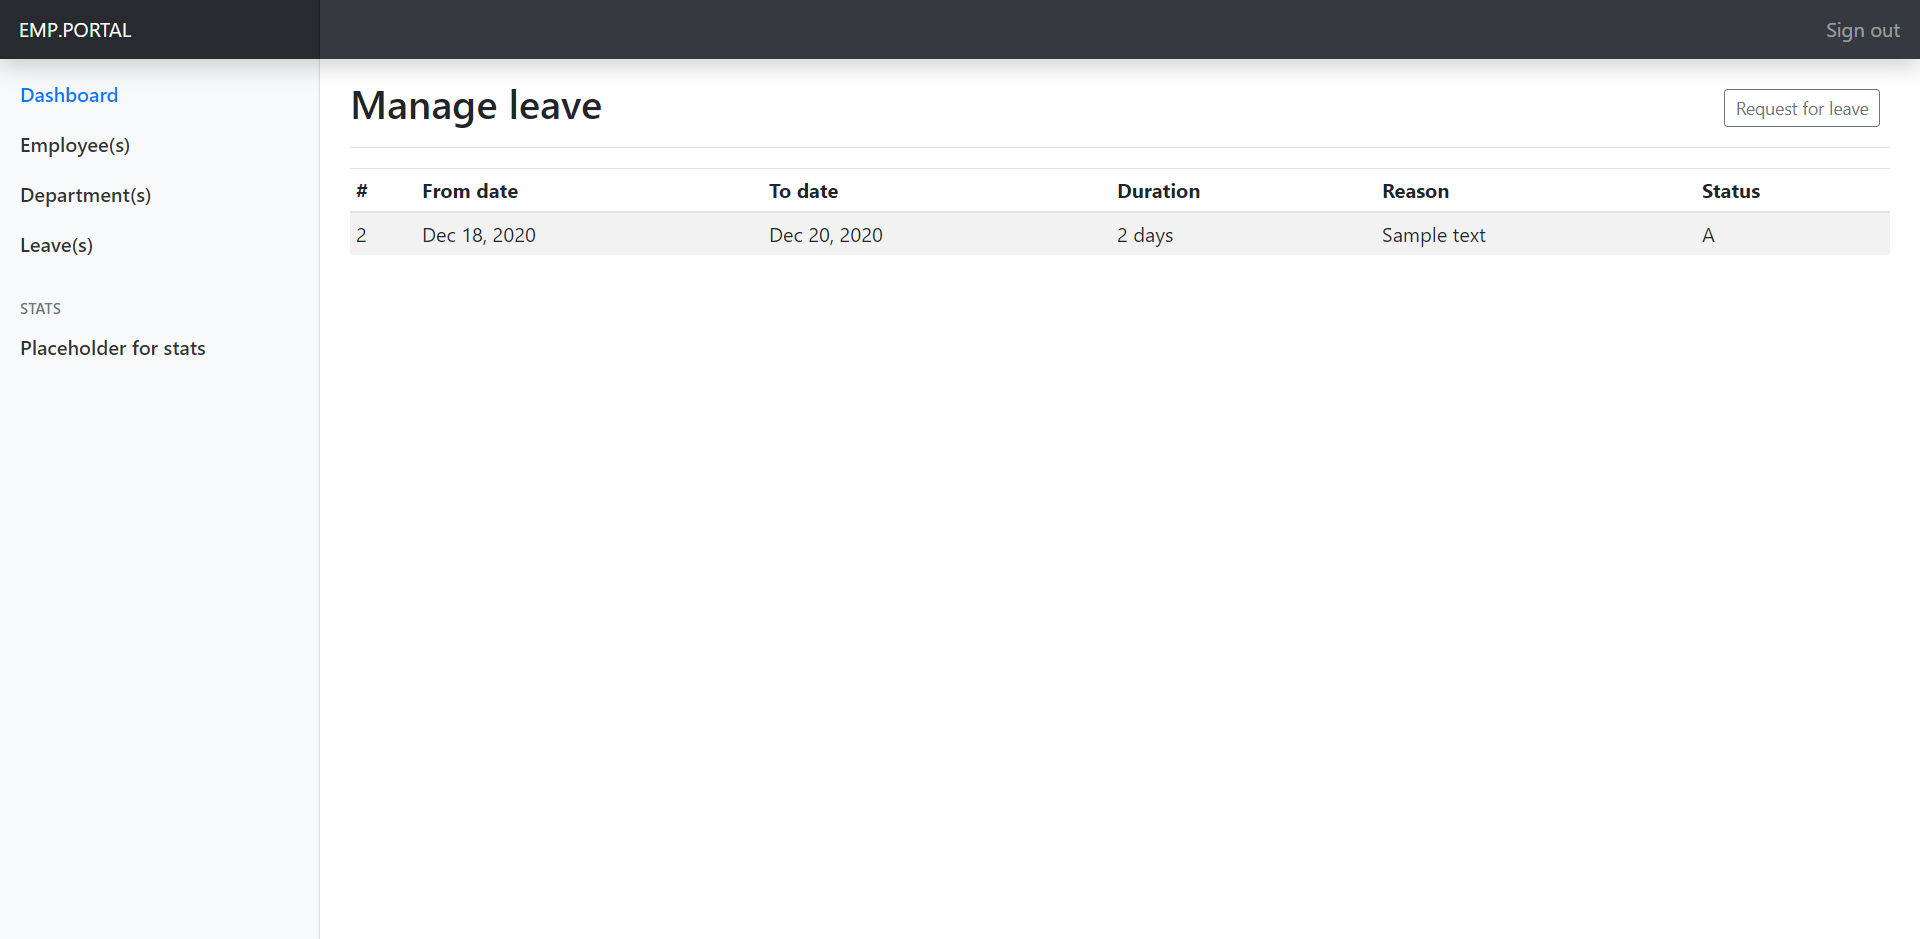 EMP.PORTAL
Sign out
Dashboard
Employee(s)
Department(s)
Leave(s)
STATS
Placeholder for stats
Manage leave
Request for leave
# From date To date Duration Reason Status
2 Dec 18, 2020 Dec 20, 2020 2 days Sample text A